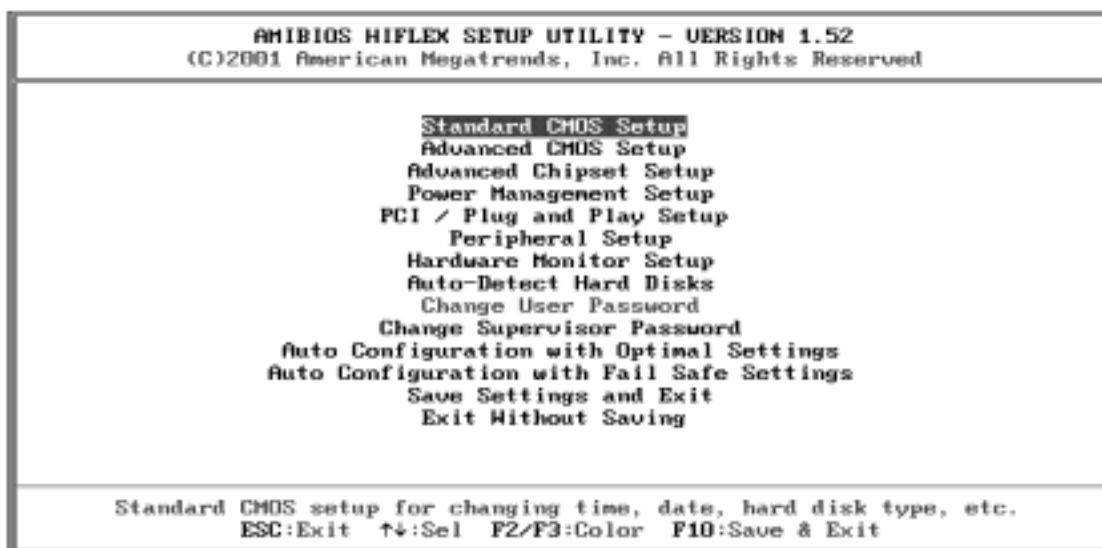 AMIBIOS HIFLEX SETUP UTILITY - VERSION 1.52
(C)2001 American Megatrends, Inc. All Rights Reserved
Standard CMOS Setup
Advanced CMOS Setup
Advanced Chipset Setup
Power Management Setup
PCI / Plug and Play Setup
Peripheral Setup
Hardware Monitor Setup
Auto-Detect Hard Disks
Change User Password
Change Supervisor Password
Auto Configuration with Optimal Settings
Auto Configuration with Fail Safe Settings
Save Settings and Exit
Exit Without Saving
Standard CMOS setup for changing time, date, hard disk type, etc.
ESC:Exit ↑↓:Sel F2/F3:Color F10:Save & Exit